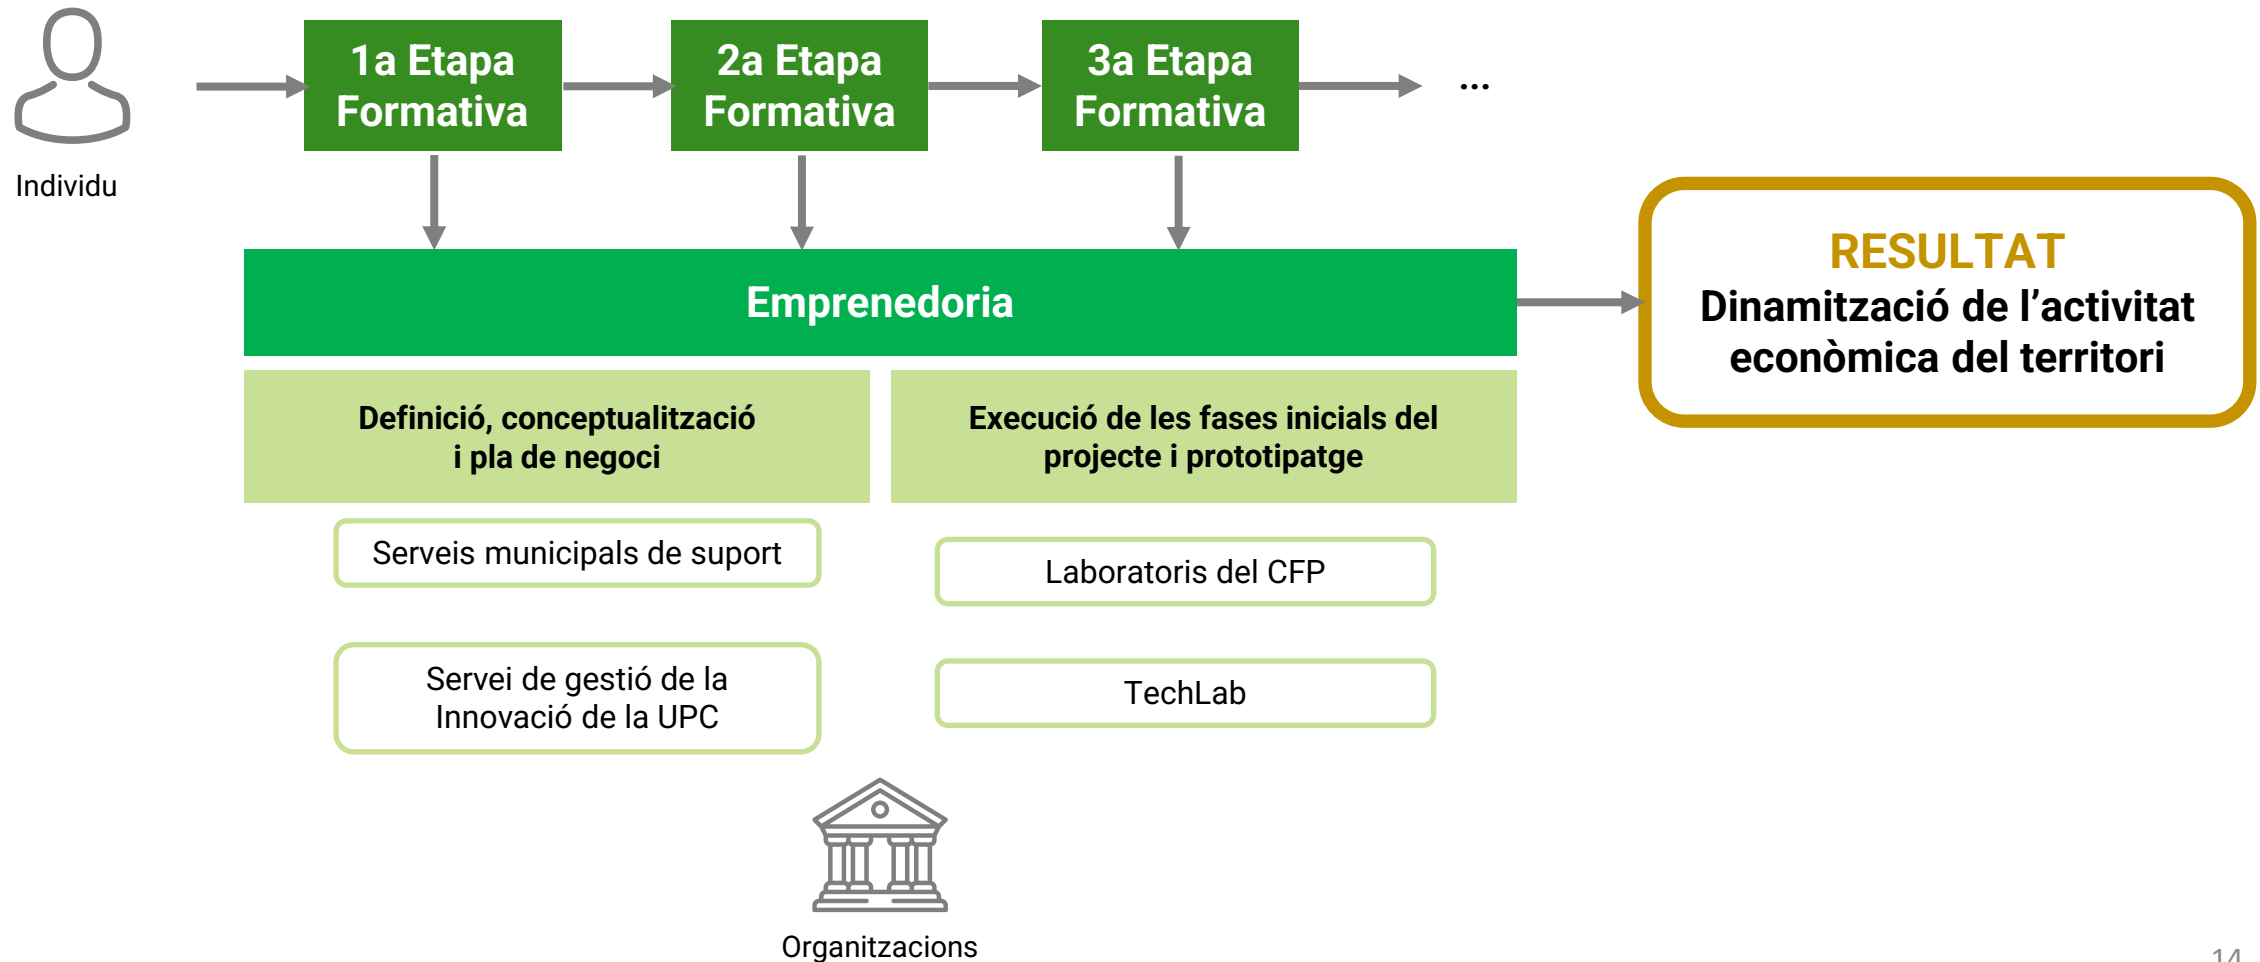 1a Etapa
Formativa
2a Etapa
Formativa
3a Etapa
Formativa
...
Individu
Emprenedoria
RESULTAT
Dinamització de l’activitat
econòmica del territori
Definició, conceptualització
i pla de negoci
Execució de les fases inicials del
projecte i prototipatge
Serveis municipals de suport
Laboratoris del CFP
Servei de gestió de la
Innovació de la UPC
TechLab
Organitzacions
14